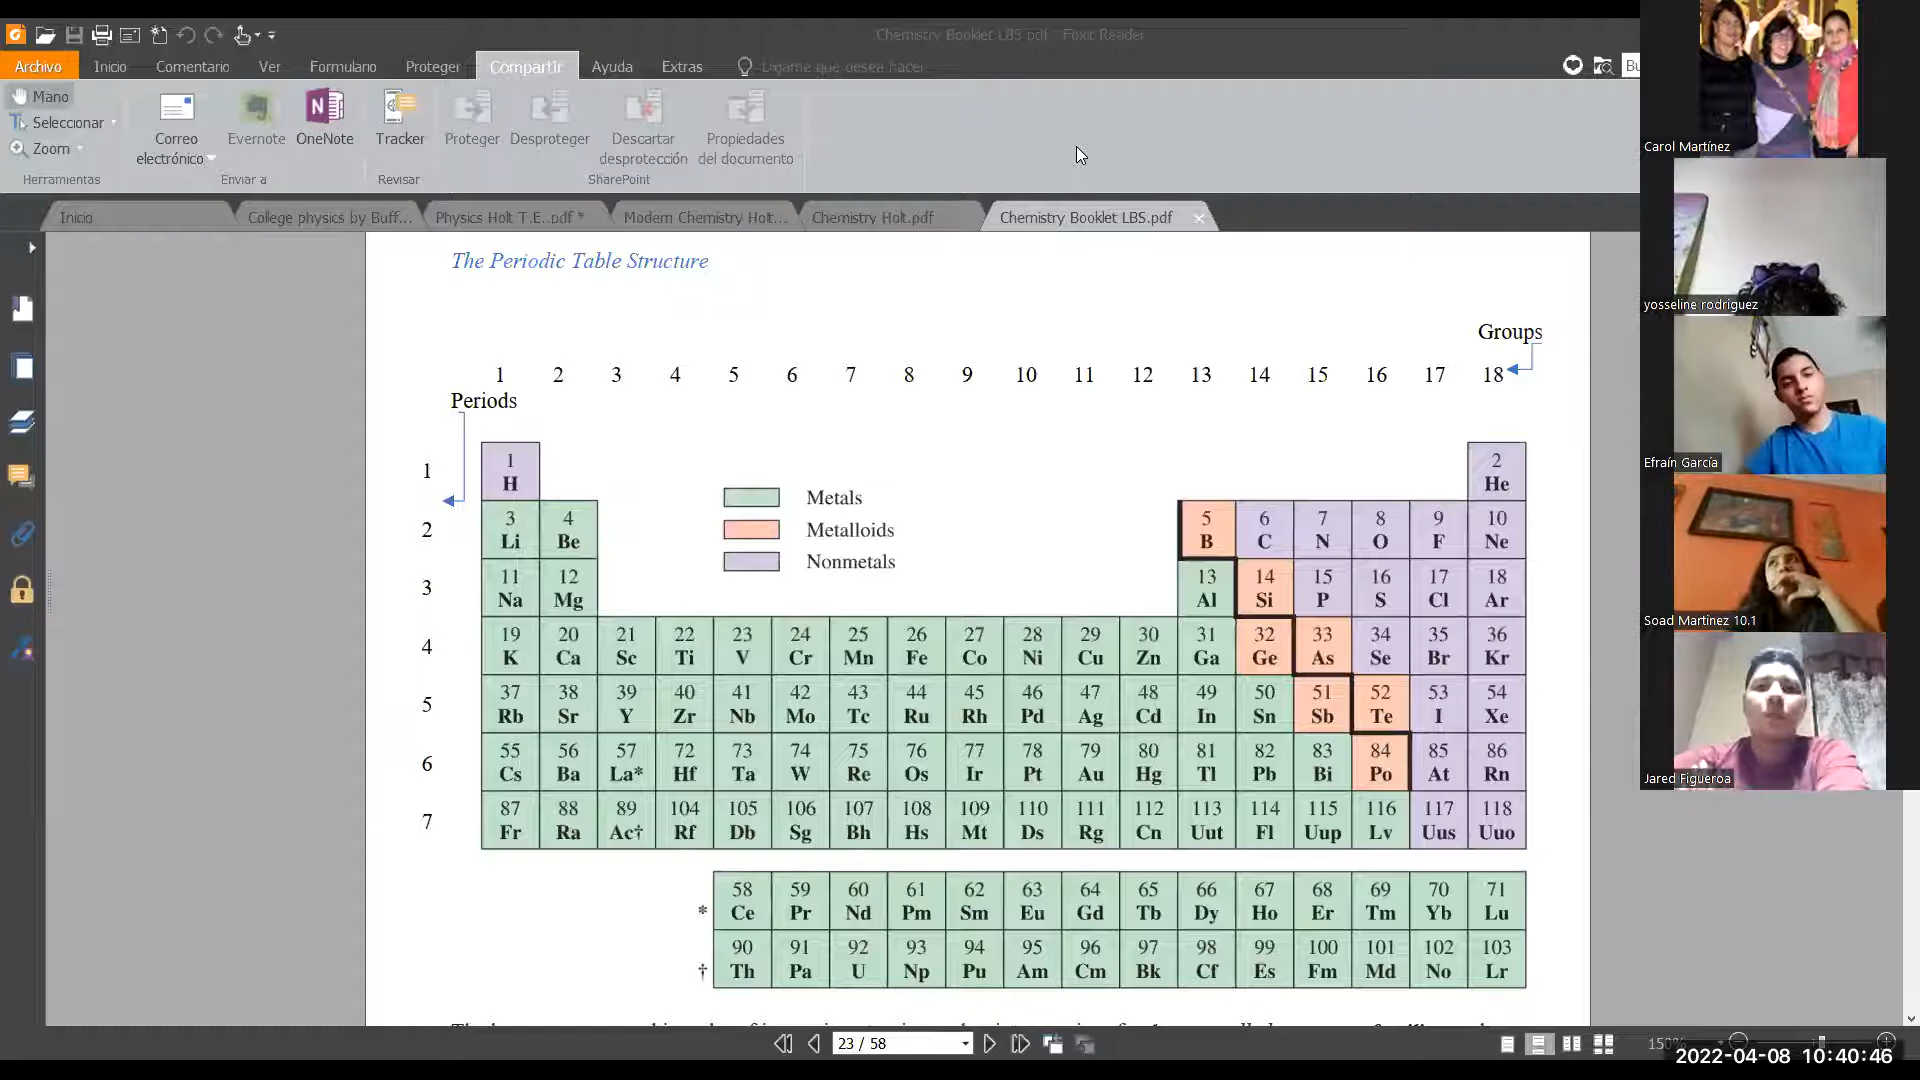 Chemistry Booklet LBS.pdf - Foxit Reader
Archivo Inicio Comentario Ver Formulario Proteger Compartir Ayuda Extras Dígame que desea hacer Bu
Mano
Seleccionar
Zoom
Herramientas
Correo
electrónico
Evernote
OneNote
Enviar a
Tracker
Revisar
Proteger
Desproteger
Descartar
desprotección
Propiedades
del documento
SharePoint
Inicio College physics by Buff... Physics Holt T.E..pdf * Modern Chemistry Holt... Chemistry Holt.pdf Chemistry Booklet LBS.pdf
The Periodic Table Structure
Groups
1 2 3 4 5 6 7 8 9 10 11 12 13 14 15 16 17 18
Periods
1 1 2
H He
Metals
Metalloids
Nonmetals
2 3 4 5 6 7 8 9 10
Li Be B C N O F Ne
3 11 12 13 14 15 16 17 18
Na Mg Al Si P S Cl Ar
4 19 20 21 22 23 24 25 26 27 28 29 30 31 32 33 34 35 36
K Ca Sc Ti V Cr Mn Fe Co Ni Cu Zn Ga Ge As Se Br Kr
5 37 38 39 40 41 42 43 44 45 46 47 48 49 50 51 52 53 54
Rb Sr Y Zr Nb Mo Tc Ru Rh Pd Ag Cd In Sn Sb Te I Xe
6 55 56 57 72 73 74 75 76 77 78 79 80 81 82 83 84 85 86
Cs Ba La* Hf Ta W Re Os Ir Pt Au Hg Tl Pb Bi Po At Rn
7 87 88 89 104 105 106 107 108 109 110 111 112 113 114 115 116 117 118
Fr Ra Ac† Rf Db Sg Bh Hs Mt Ds Rg Cn Uut Fl Uup Lv Uus Uuo
* 58 59 60 61 62 63 64 65 66 67 68 69 70 71
Ce Pr Nd Pm Sm Eu Gd Tb Dy Ho Er Tm Yb Lu
† 90 91 92 93 94 95 96 97 98 99 100 101 102 103
Th Pa U Np Pu Am Cm Bk Cf Es Fm Md No Lr
23 / 58
150%
Carol Martínez
yosseline rodriguez
Efraín García
Soad Martinez 10.1
Jared Figueroa
2022-04-08 10:40:46